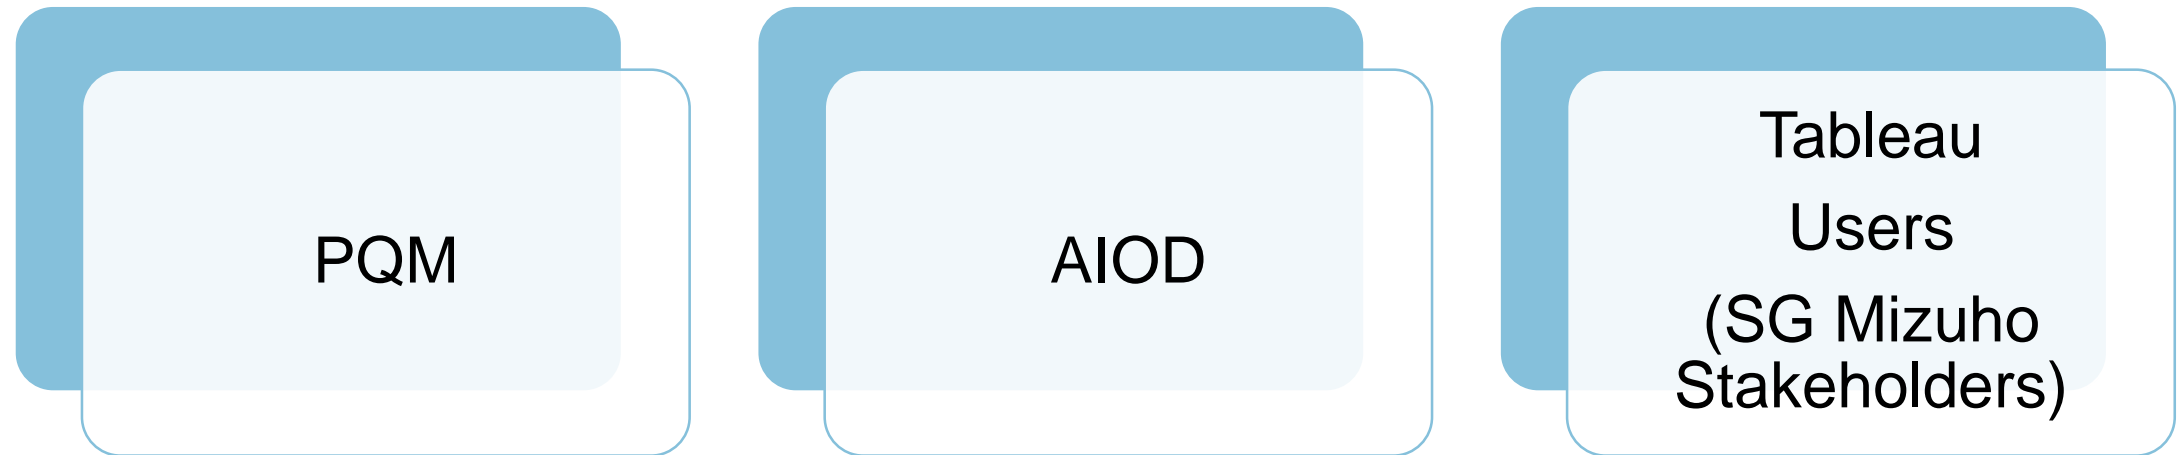 PQM
AIOD
Tableau
Users
(SG Mizuho
Stakeholders)